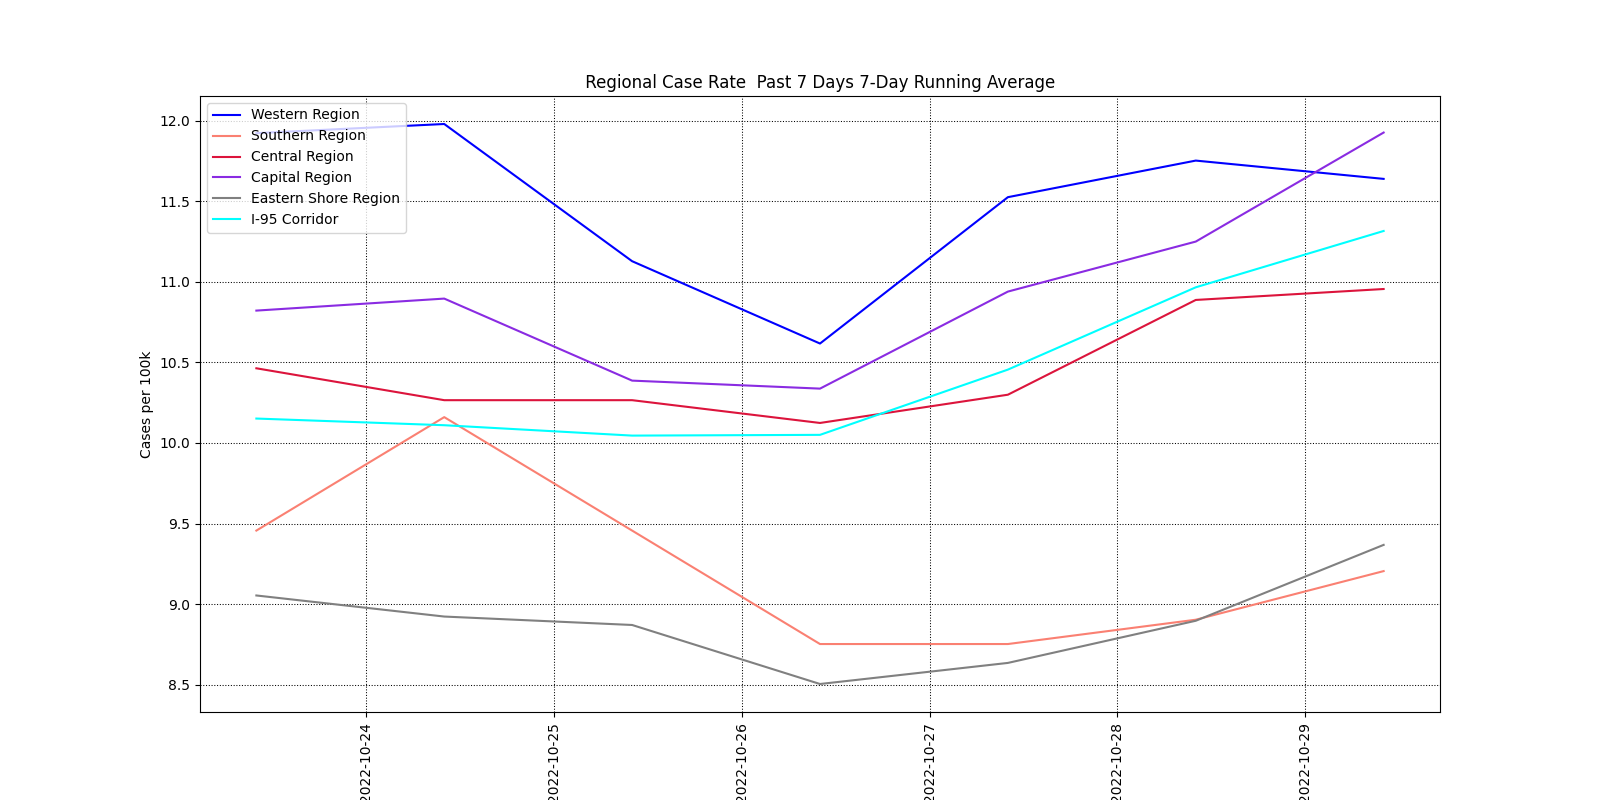 Regional Case Rate  Past 7 Days 7-Day Running Average
Western Region
Southern Region
Central Region
Capital Region
Eastern Shore Region
I-95 Corridor
Cases per 100k
12.0
11.5
11.0
10.5
10.0
9.5
9.0
8.5
2022-10-24
2022-10-25
2022-10-26
2022-10-27
2022-10-28
2022-10-29